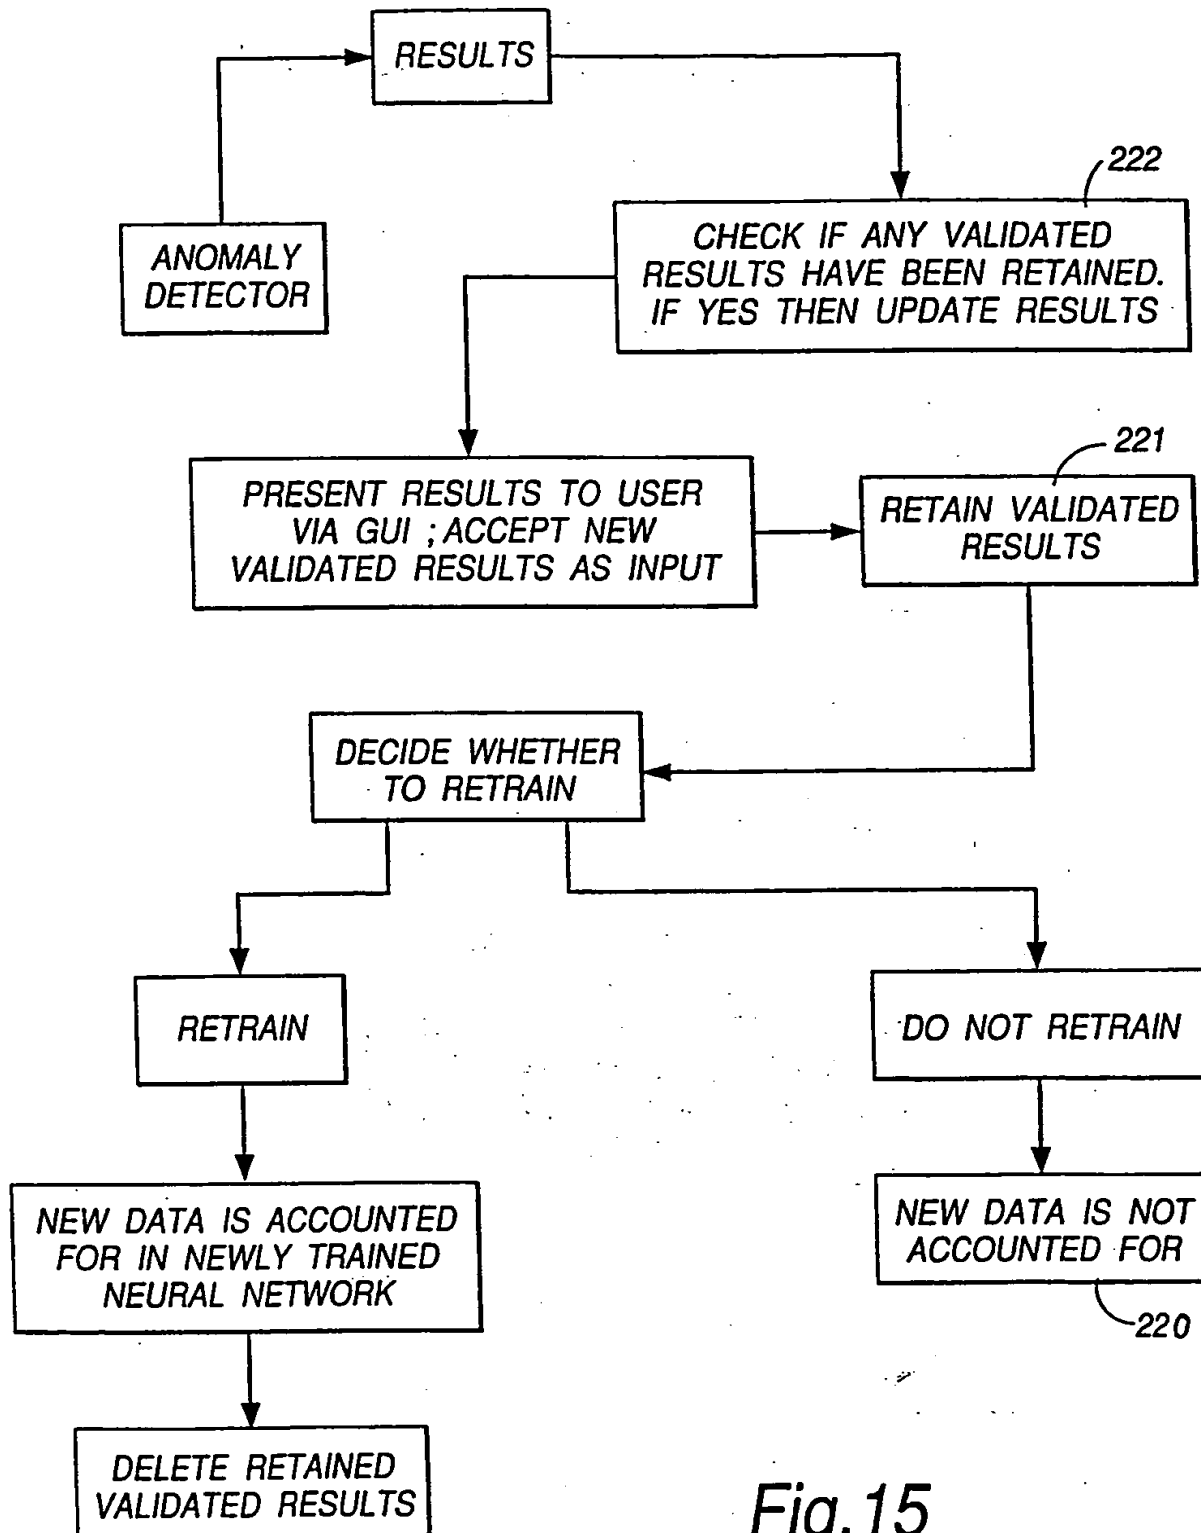 RESULTS
222
ANOMALY
DETECTOR
CHECK IF ANY VALIDATED
RESULTS HAVE BEEN RETAINED.
IF YES THEN UPDATE RESULTS
221
PRESENT RESULTS TO USER
VIA GUI ; ACCEPT NEW
VALIDATED RESULTS AS INPUT
RETAIN VALIDATED
RESULTS
DECIDE WHETHER
TO RETRAIN
RETRAIN
DO NOT RETRAIN
NEW DATA IS ACCOUNTED
FOR IN NEWLY TRAINED
NEURAL NETWORK
NEW DATA IS NOT
ACCOUNTED FOR
220
DELETE RETAINED
VALIDATED RESULTS
Fig.15